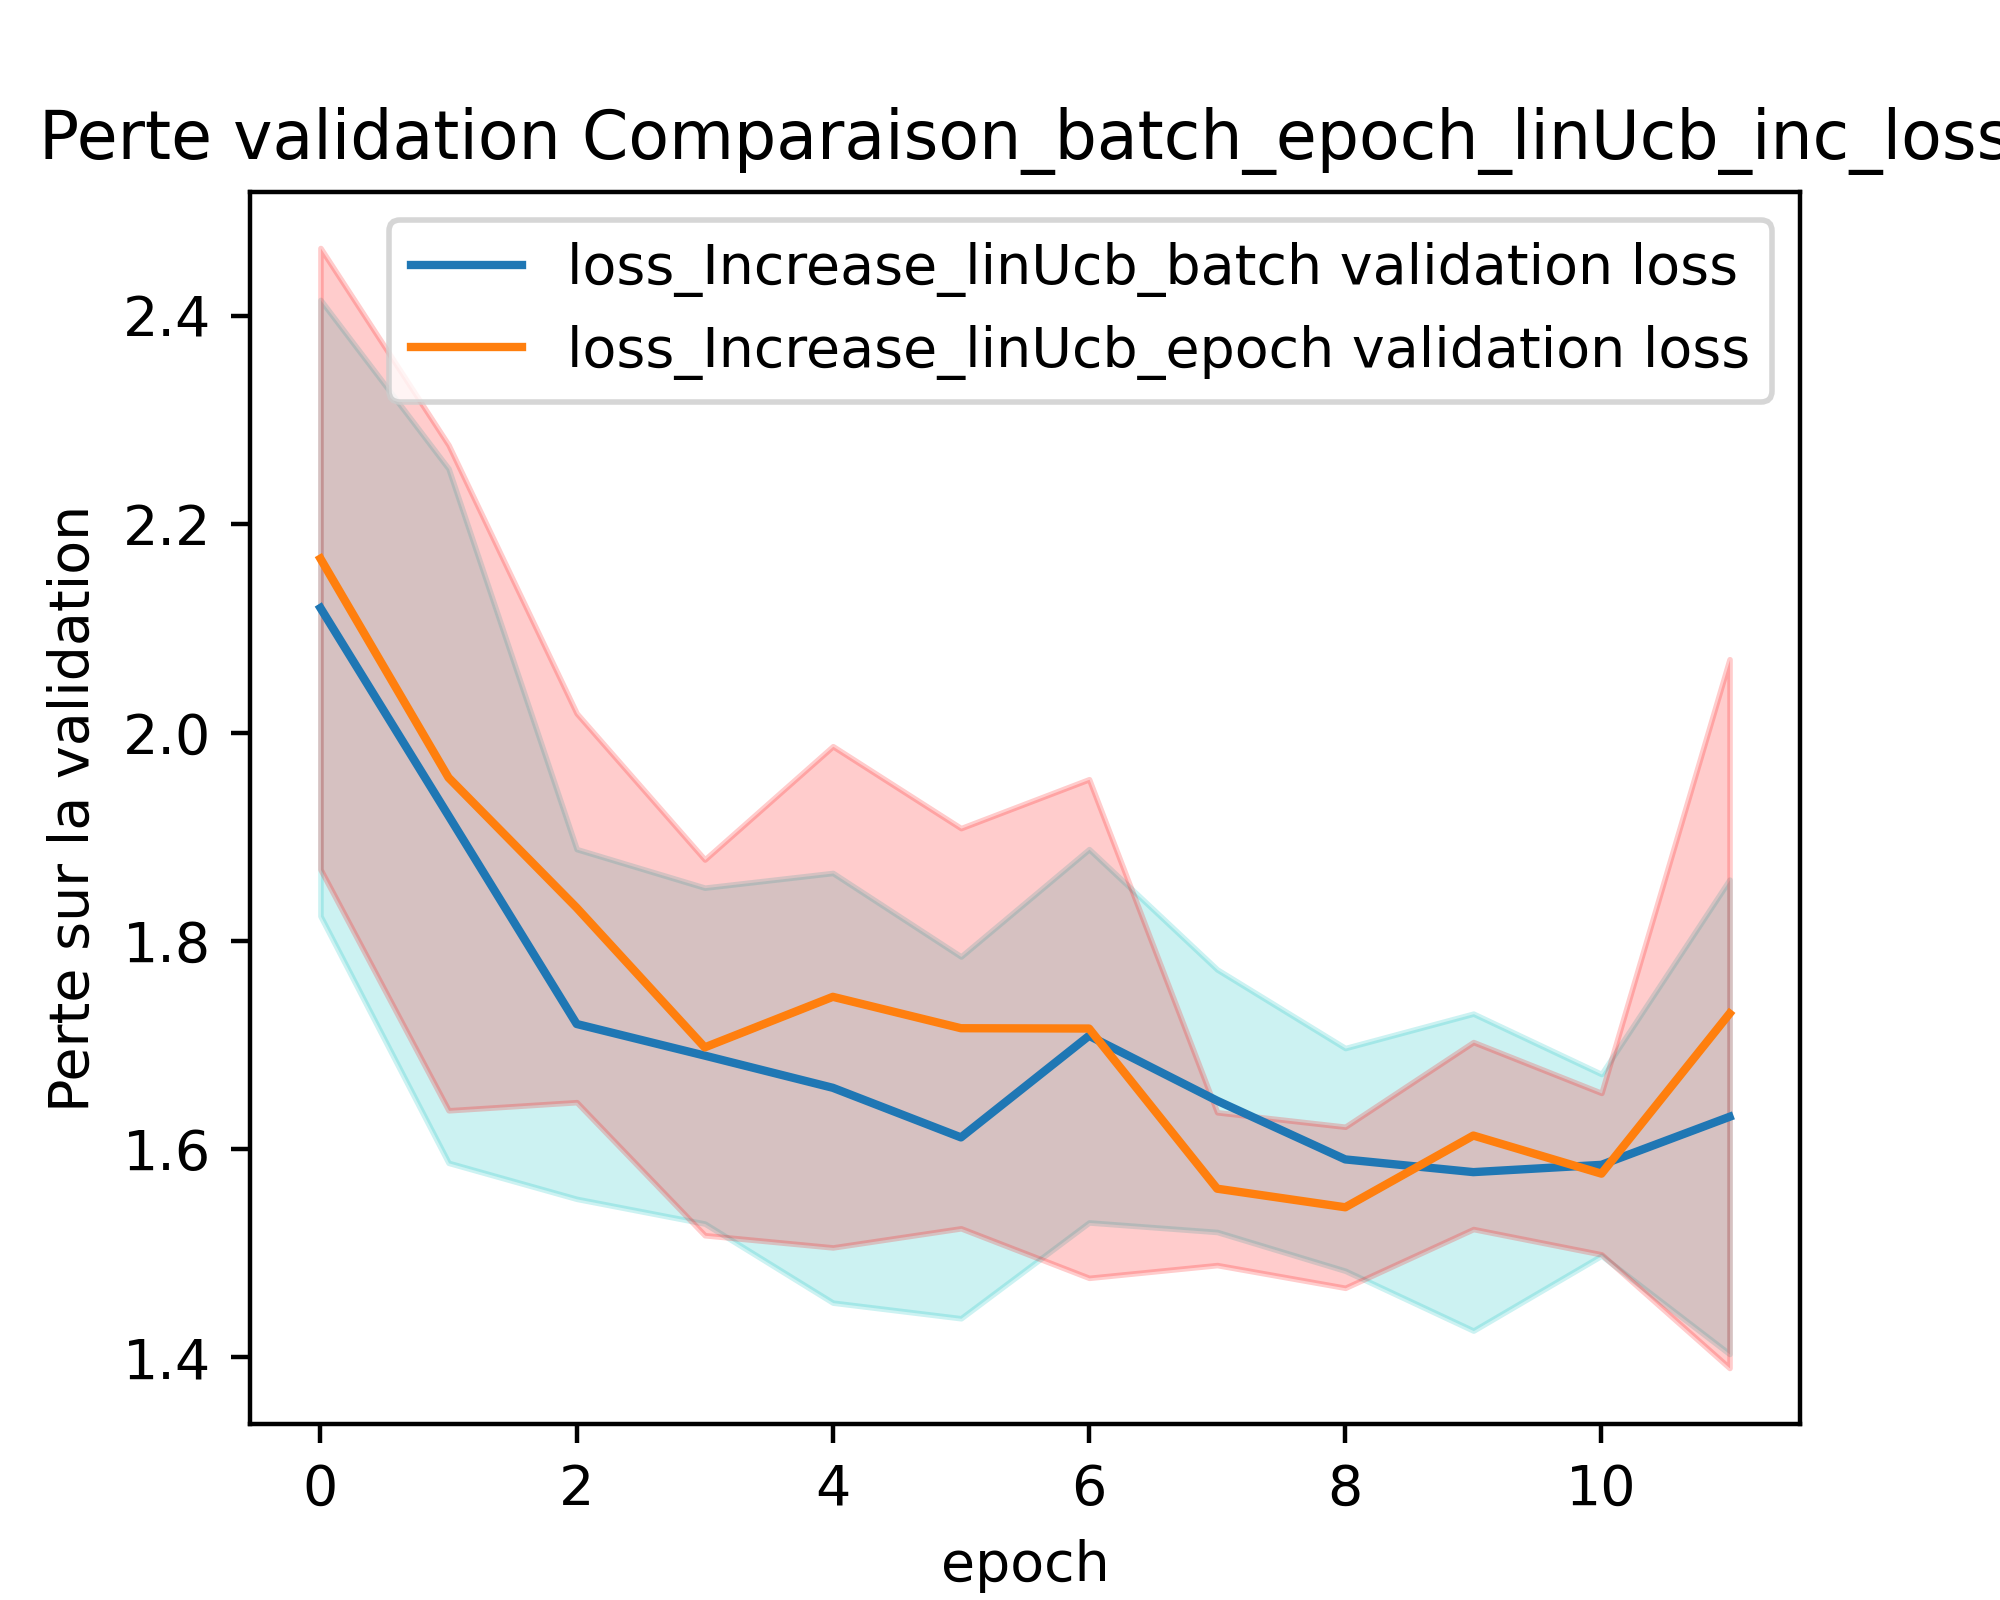 Perte validation Comparaison_batch_epoch_linUcb_inc_loss
loss_Increase_linUcb_batch validation loss
loss_Increase_linUcb_epoch validation loss
Perte sur la validation
2.4
2.2
2.0
1.8
1.6
1.4
0 2 4 6 8 10
epoch